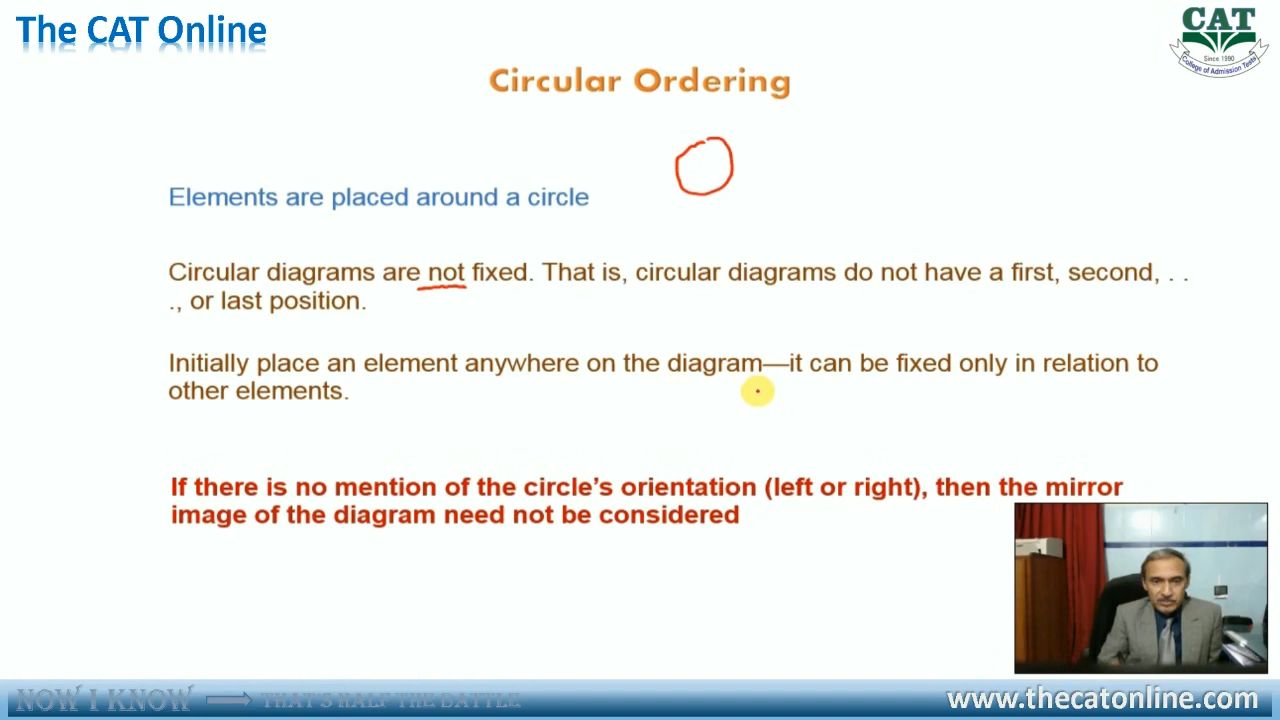 The CAT Online
CAT
Since 1990
College of Admission Tests
Circular Ordering
Elements are placed around a circle
Circular diagrams are not fixed. That is, circular diagrams do not have a first, second, . .
., or last position.
Initially place an element anywhere on the diagram—it can be fixed only in relation to
other elements.
If there is no mention of the circle's orientation (left or right), then the mirror
image of the diagram need not be considered
NOW I KNOW THAT'S HALF THE BATTLE
www.thecatonline.com